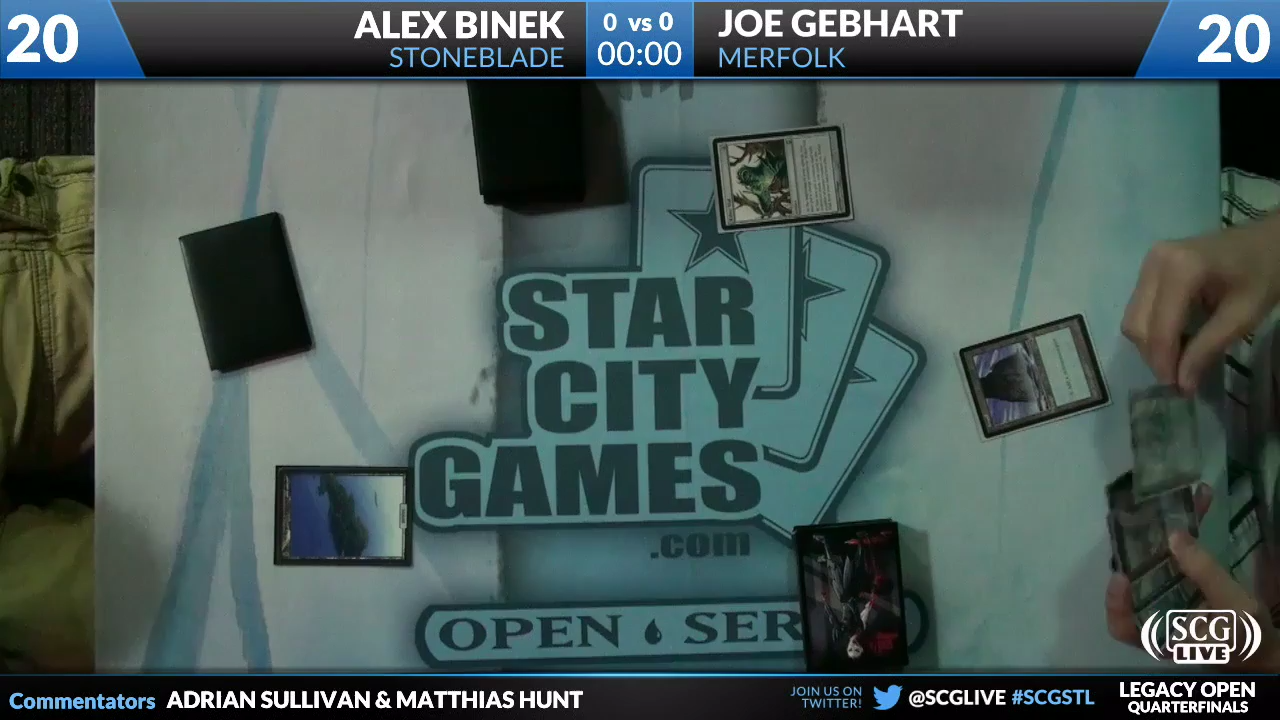 20
ALEX BINEK
STONEBLADE
0 vs 0
00:00
JOE GEBHART
MERFOLK
20
STAR
CITY
GAMES
.com
OPEN SER
SCG
LIVE
Commentators ADRIAN SULLIVAN & MATTHIAS HUNT
JOIN US ON
TWITTER!
@SCGLIVE #SCGSTL
LEGACY OPEN
QUARTERFINALS